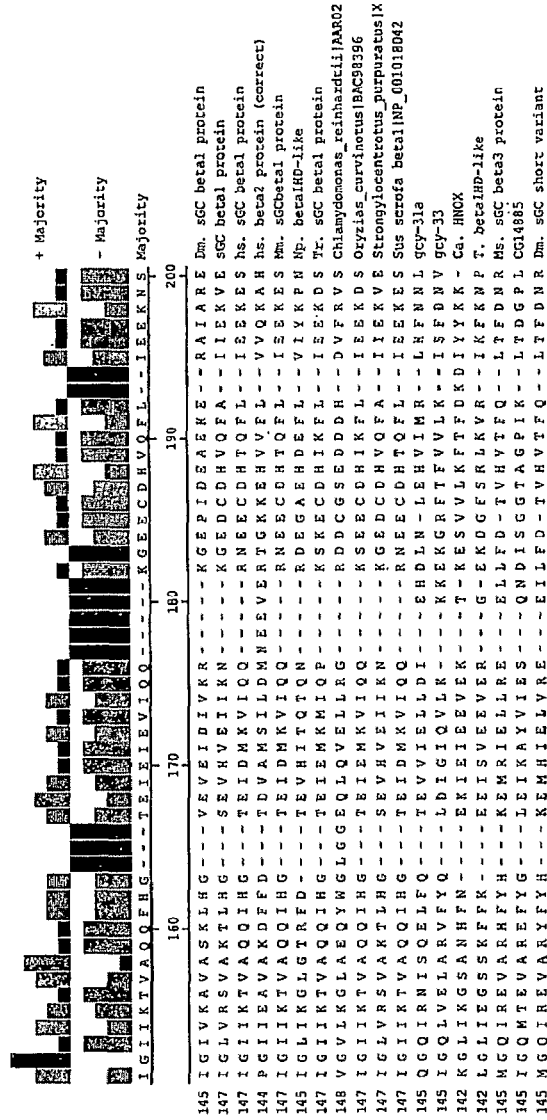 + Majority
- Majority
I G I I K T V A Q Q F H G - - - T E I E I E V I Q Q - - - - - - K G E E C D H V Q F L - - I E E K N S Majority
160 170 180 190 200
145 I G I V K A V A S K L H G - - - V E V E I D I V K R - - - - - - K G E P I D E A E K E - - R A I A R E Dm. sGC beta1 protein
147 I G L V R S V A K T L H G - - - S E V H V E I I K N - - - - - - K G E D C D H V Q F A - - I I E K V E sGC beta1 protein
147 I G I I K T V A Q Q I H G - - - T E I D M K V I Q Q - - - - - - R N E E C D H T Q F L - - I E E K E S hs. sGC beta1 protein
144 P G I I E A V A K D F F D - - - T D V A M S I L D M N E E V E R T G K K E H V V F L - - V V Q K A H hs. beta2 protein (correct)
147 I G I I K T V A Q Q I H G - - - T E I D M K V I Q Q - - - - - - R N E E C D H T Q F L - - I E E K E S Mm. sGCbeta1 protein
145 I G L I K G L G T R F D - - - - T E V H I T Q T Q N - - - - - - R D E G A E H D E F L - - V I Y K P N Np. beta1HD-like
147 I G I I K T V A Q Q I H G - - - T E I E M K M I Q P - - - - - - K S K E C D H I K F L - - I E E K D S Tr. sGC beta1 protein
148 V G V L K G L A E Q Y W G L G G E Q L Q V E L L R G - - - - - - R D D C G S E D D D H - - D V F R V S Chlamydomonas_reinhardtii|AAR02
147 I G I I K T V A Q Q I H G - - - T E I E M K V I Q Q - - - - - - K S E E C D H I K F L - - I E E K D S Oryzias_curvinotus|BAC98396
147 I G L V R S V A K T L H G - - - S E V H V E I I K N - - - - - - K G E D C D H V Q F A - - I I E K V E Strongylocentrotus_purpuratus|X
147 I G I I K T V A Q Q I H G - - - T E I D M K V I Q Q - - - - - - R N E E C D H T Q F L - - I E E K E S Sus scrofa beta1|NP_001018042
145 Q G Q I R N I S Q E L F Q - - - T E V V I E L L D I - - - - - - E H D L N - L E H V I M R - - L H F N N L gcy-31a
145 I G Q L V E L A R V F Y Q - - - L D I G I Q V L K - - - - - - K K E K G R F T F V V L K - - I S F D N V gcy-33
142 K G L I K G S A N H F N - - - - E K I E I E E V E K - - - - T - K E S V V L K F T F D K D I Y K K - Ca. HNOX
142 L G L I E G S S K F F K - - - - E E I S V E E V E R - - - - G - E K D G F S R L K V R - - I K F K N P T. beta1HD-like
145 M G Q I R E V A R H F Y H - - - K E M R I E L L R E - - - - - - E L L F D - T V H V T F Q - - L T F D N R Ms. sGC beta3 protein
145 I G Q M T E V A R E F Y G - - - L E I K A Y V I E S - - - - - - Q N D I S G G T A G P I K - - L T D G P L CG14885
145 M G Q I R E V A R Y F Y H - - - K E M H I E L V R E - - - - - - E I L F D - T V H V T F Q - - L T F D N R Dm. sGC short variant